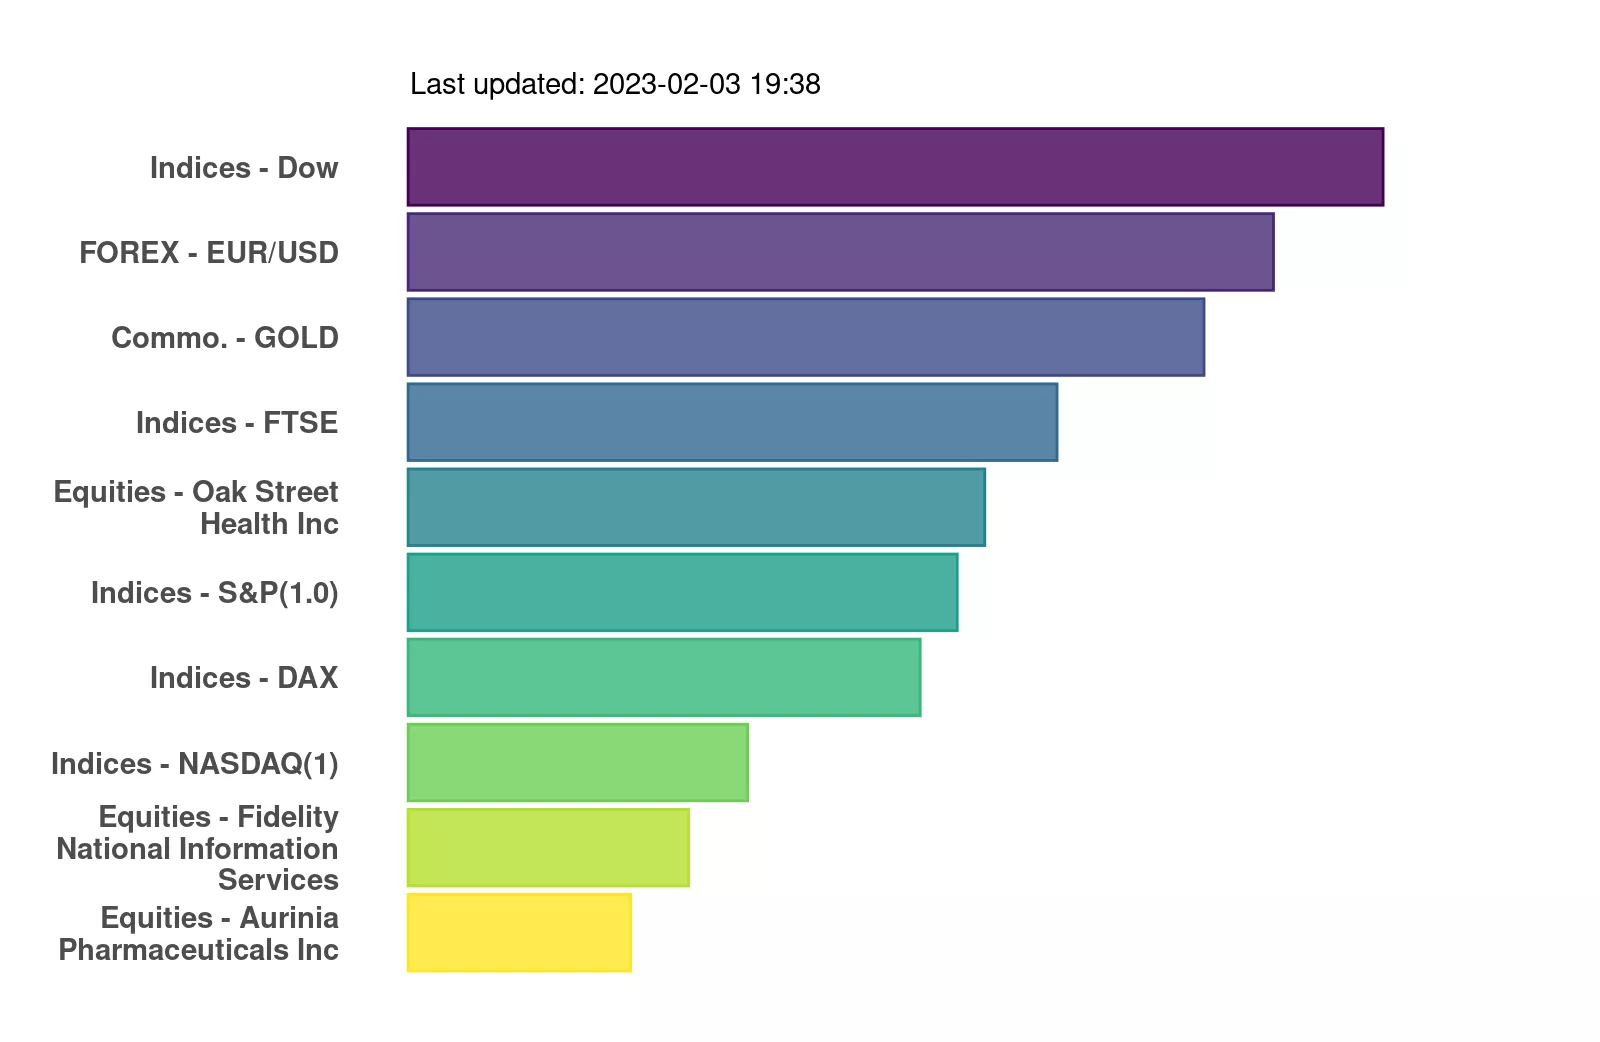 Last updated: 2023-02-03 19:38
Indices - Dow
FOREX - EUR/USD
Commo. - GOLD
Indices - FTSE
Equities - Oak Street
Health Inc
Indices - S&P(1.0)
Indices - DAX
Indices - NASDAQ(1)
Equities - Fidelity
National Information
Services
Equities - Aurinia
Pharmaceuticals Inc